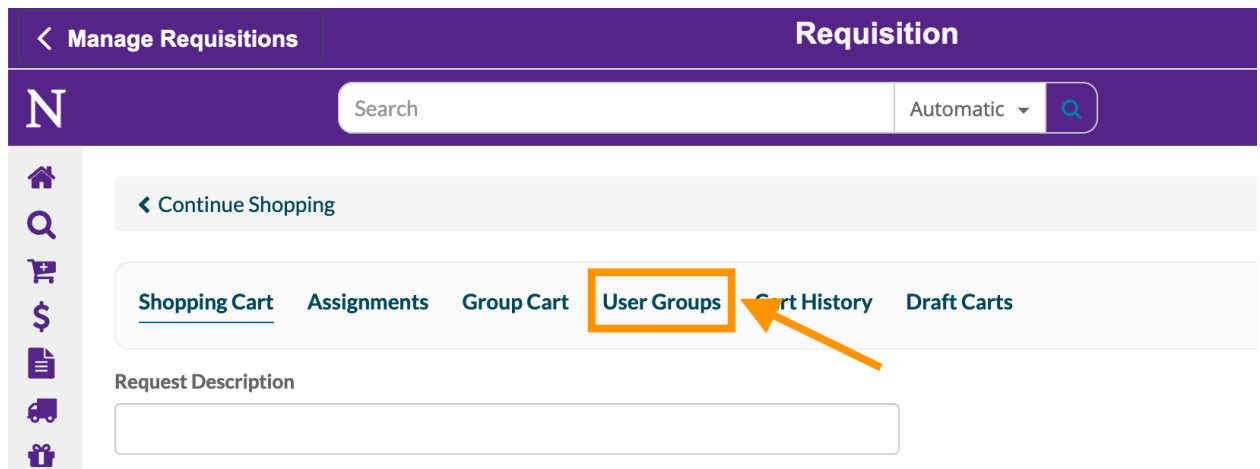 Manage Requisitions
Requisition
N
Search
Automatic
Continue Shopping
Shopping Cart Assignments Group Cart User Groups Cart History Draft Carts
Request Description